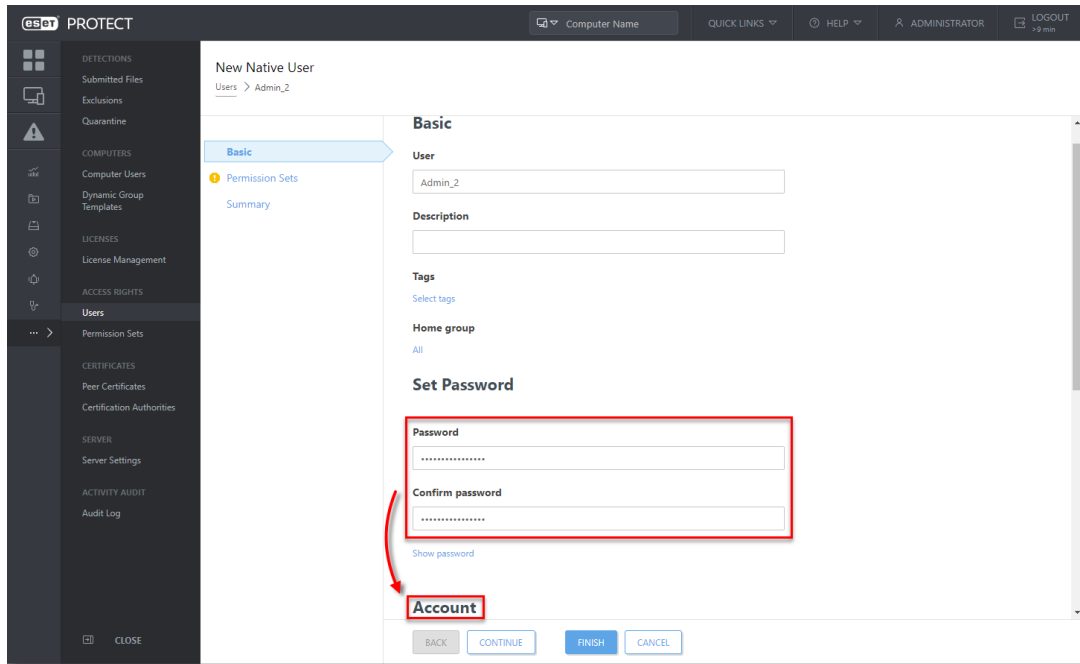 eset PROTECT
Computer Name
QUICK LINKS
HELP
ADMINISTRATOR
LOGOUT
>9 min
DETECTIONS
Submitted Files
Exclusions
Quarantine
COMPUTERS
Computer Users
Dynamic Group
Templates
LICENSES
License Management
ACCESS RIGHTS
Users
Permission Sets
CERTIFICATES
Peer Certificates
Certification Authorities
SERVER
Server Settings
ACTIVITY AUDIT
Audit Log
CLOSE
New Native User
Users > Admin_2
Basic
Permission Sets
Summary
Basic
User
Admin_2
Description
Tags
Select tags
Home group
All
Set Password
Password
••••••••••••••••
Confirm password
••••••••••••••••
Show password
Account
BACK CONTINUE FINISH CANCEL